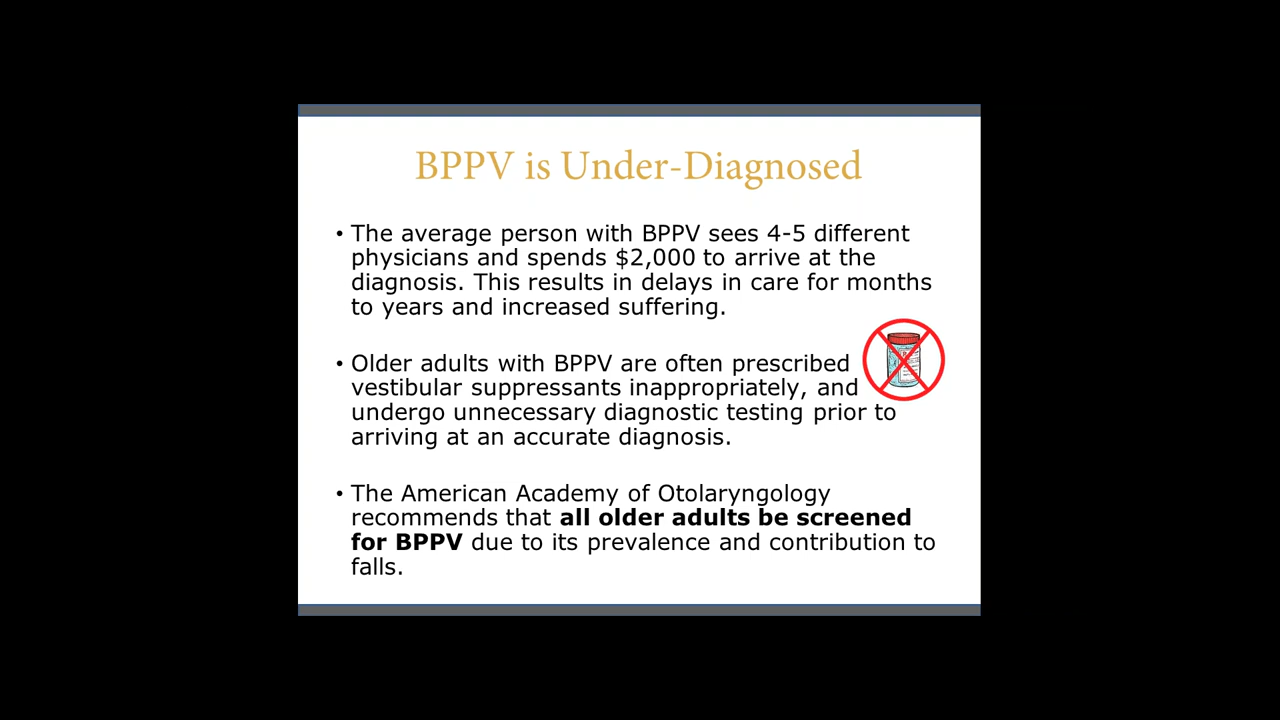 BPPV is Under-Diagnosed
• The average person with BPPV sees 4-5 different
physicians and spends $2,000 to arrive at the
diagnosis. This results in delays in care for months
to years and increased suffering.
• Older adults with BPPV are often prescribed
vestibular suppressants inappropriately, and
undergo unnecessary diagnostic testing prior to
arriving at an accurate diagnosis.
• The American Academy of Otolaryngology
recommends that all older adults be screened
for BPPV due to its prevalence and contribution to
falls.